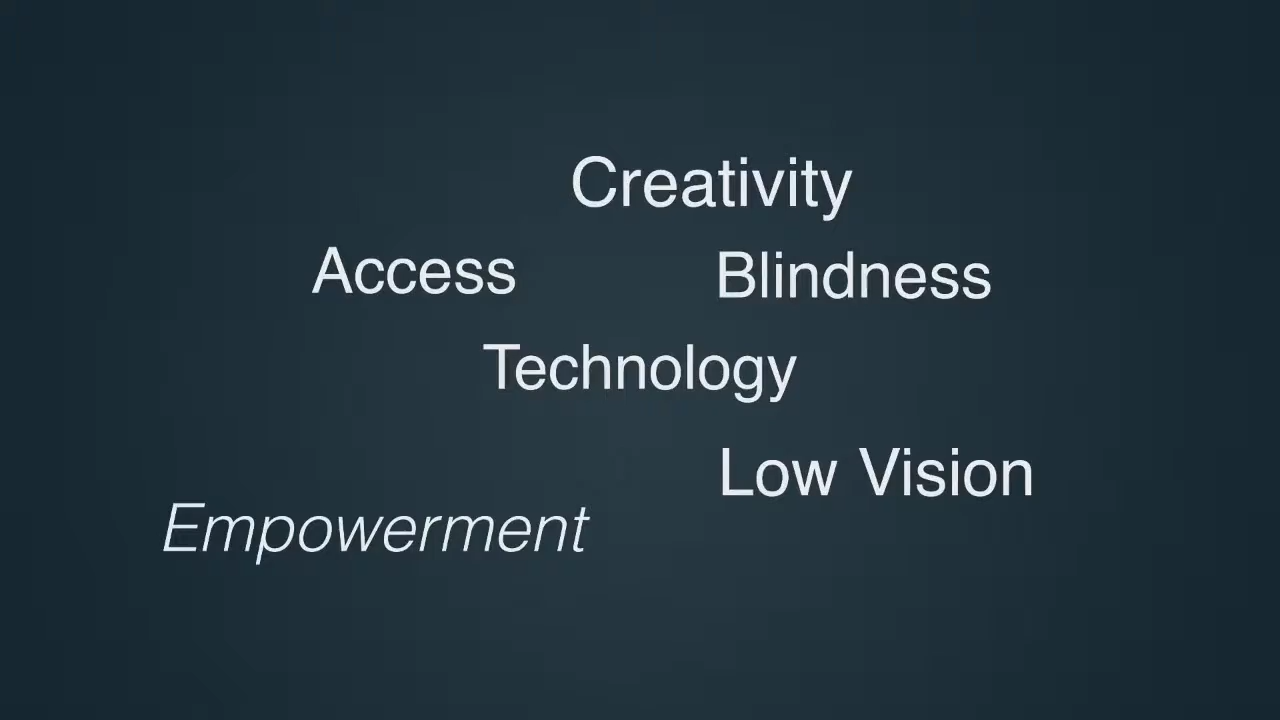 Creativity
Access
Blindness
Technology
Low Vision
Empowerment